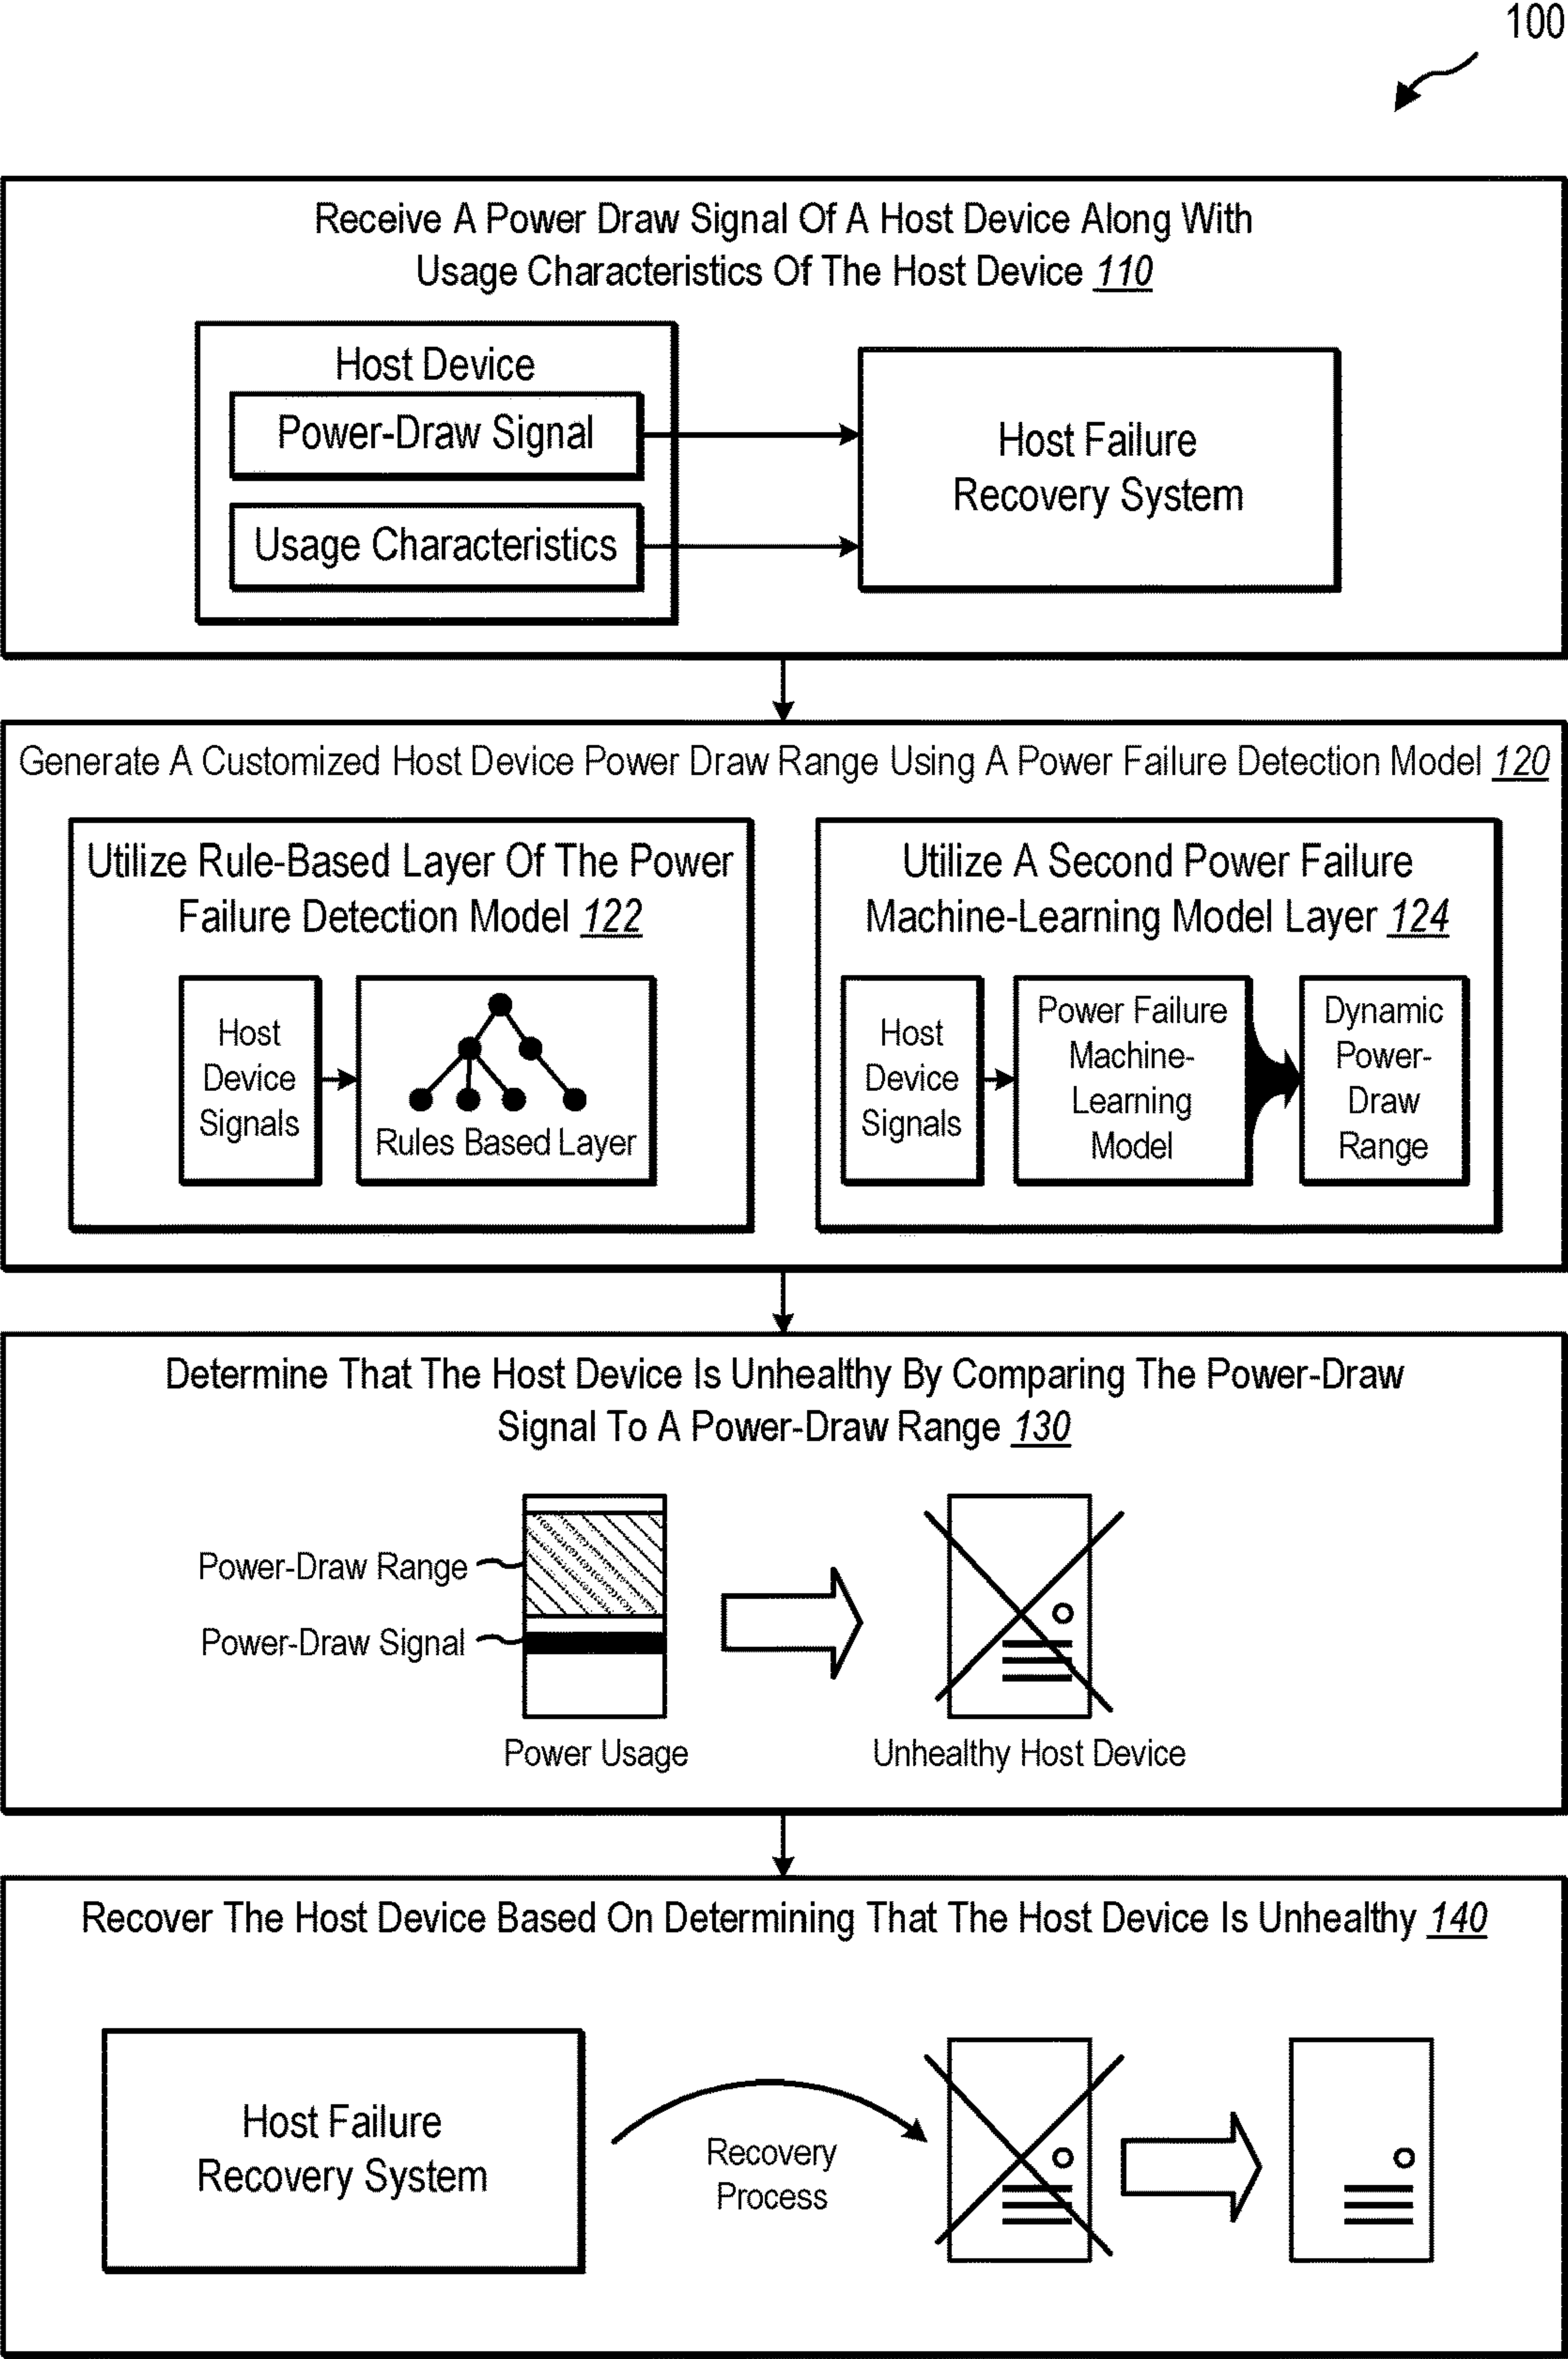 100
Receive A Power Draw Signal Of A Host Device Along With
Usage Characteristics Of The Host Device 110
Host Device
Power-Draw Signal
Usage Characteristics
Host Failure
Recovery System
Generate A Customized Host Device Power Draw Range Using A Power Failure Detection Model 120
Utilize Rule-Based Layer Of The Power
Failure Detection Model 122
Host
Device
Signals
Rules Based Layer
Utilize A Second Power Failure
Machine-Learning Model Layer 124
Host
Device
Signals
Power Failure
Machine-
Learning
Model
Dynamic
Power-
Draw
Range
Determine That The Host Device Is Unhealthy By Comparing The Power-Draw
Signal To A Power-Draw Range 130
Power-Draw Range
Power-Draw Signal
Power Usage
Unhealthy Host Device
Recover The Host Device Based On Determining That The Host Device Is Unhealthy 140
Host Failure
Recovery System
Recovery
Process